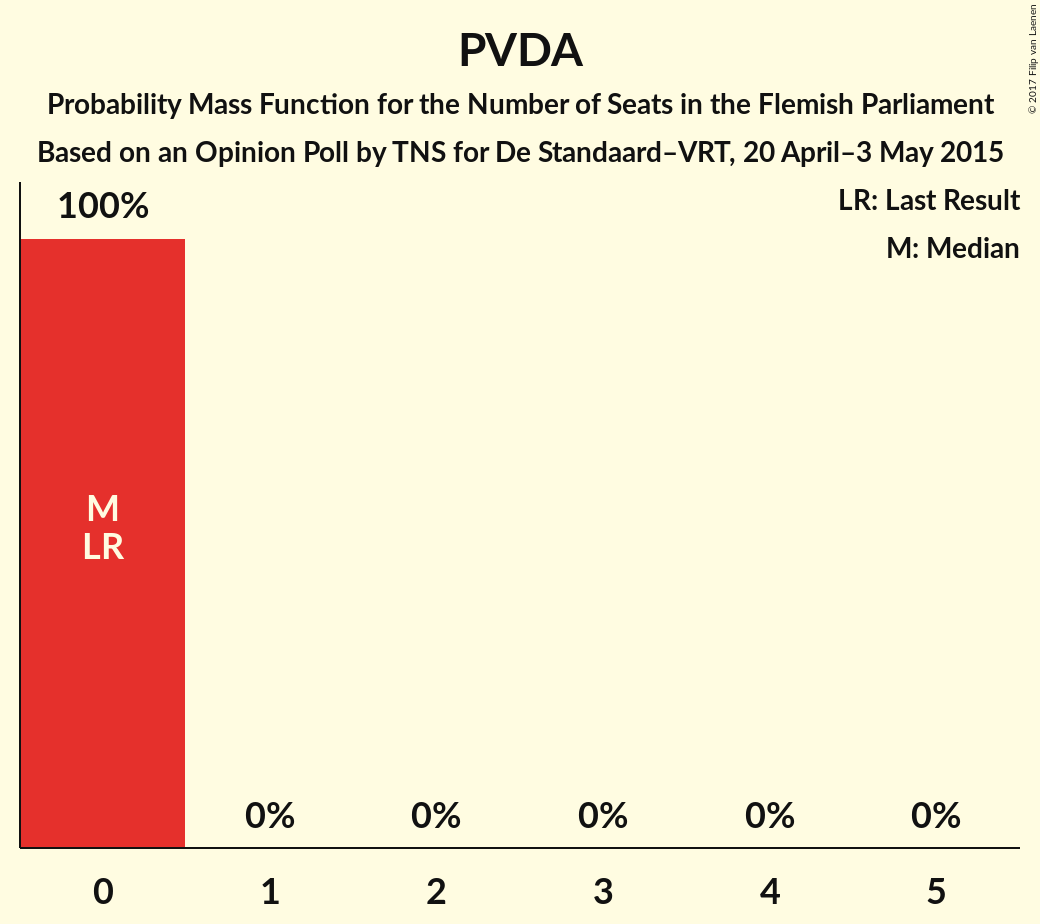 PVDA
Probability Mass Function for the Number of Seats in the Flemish Parliament
Based on an Opinion Poll by TNS for De Standaard–VRT, 20 April–3 May 2015
LR: Last Result
M: Median
100%
M
LR
0% 0% 0% 0% 0%
0 1 2 3 4 5
© 2017 Filip van Laenen